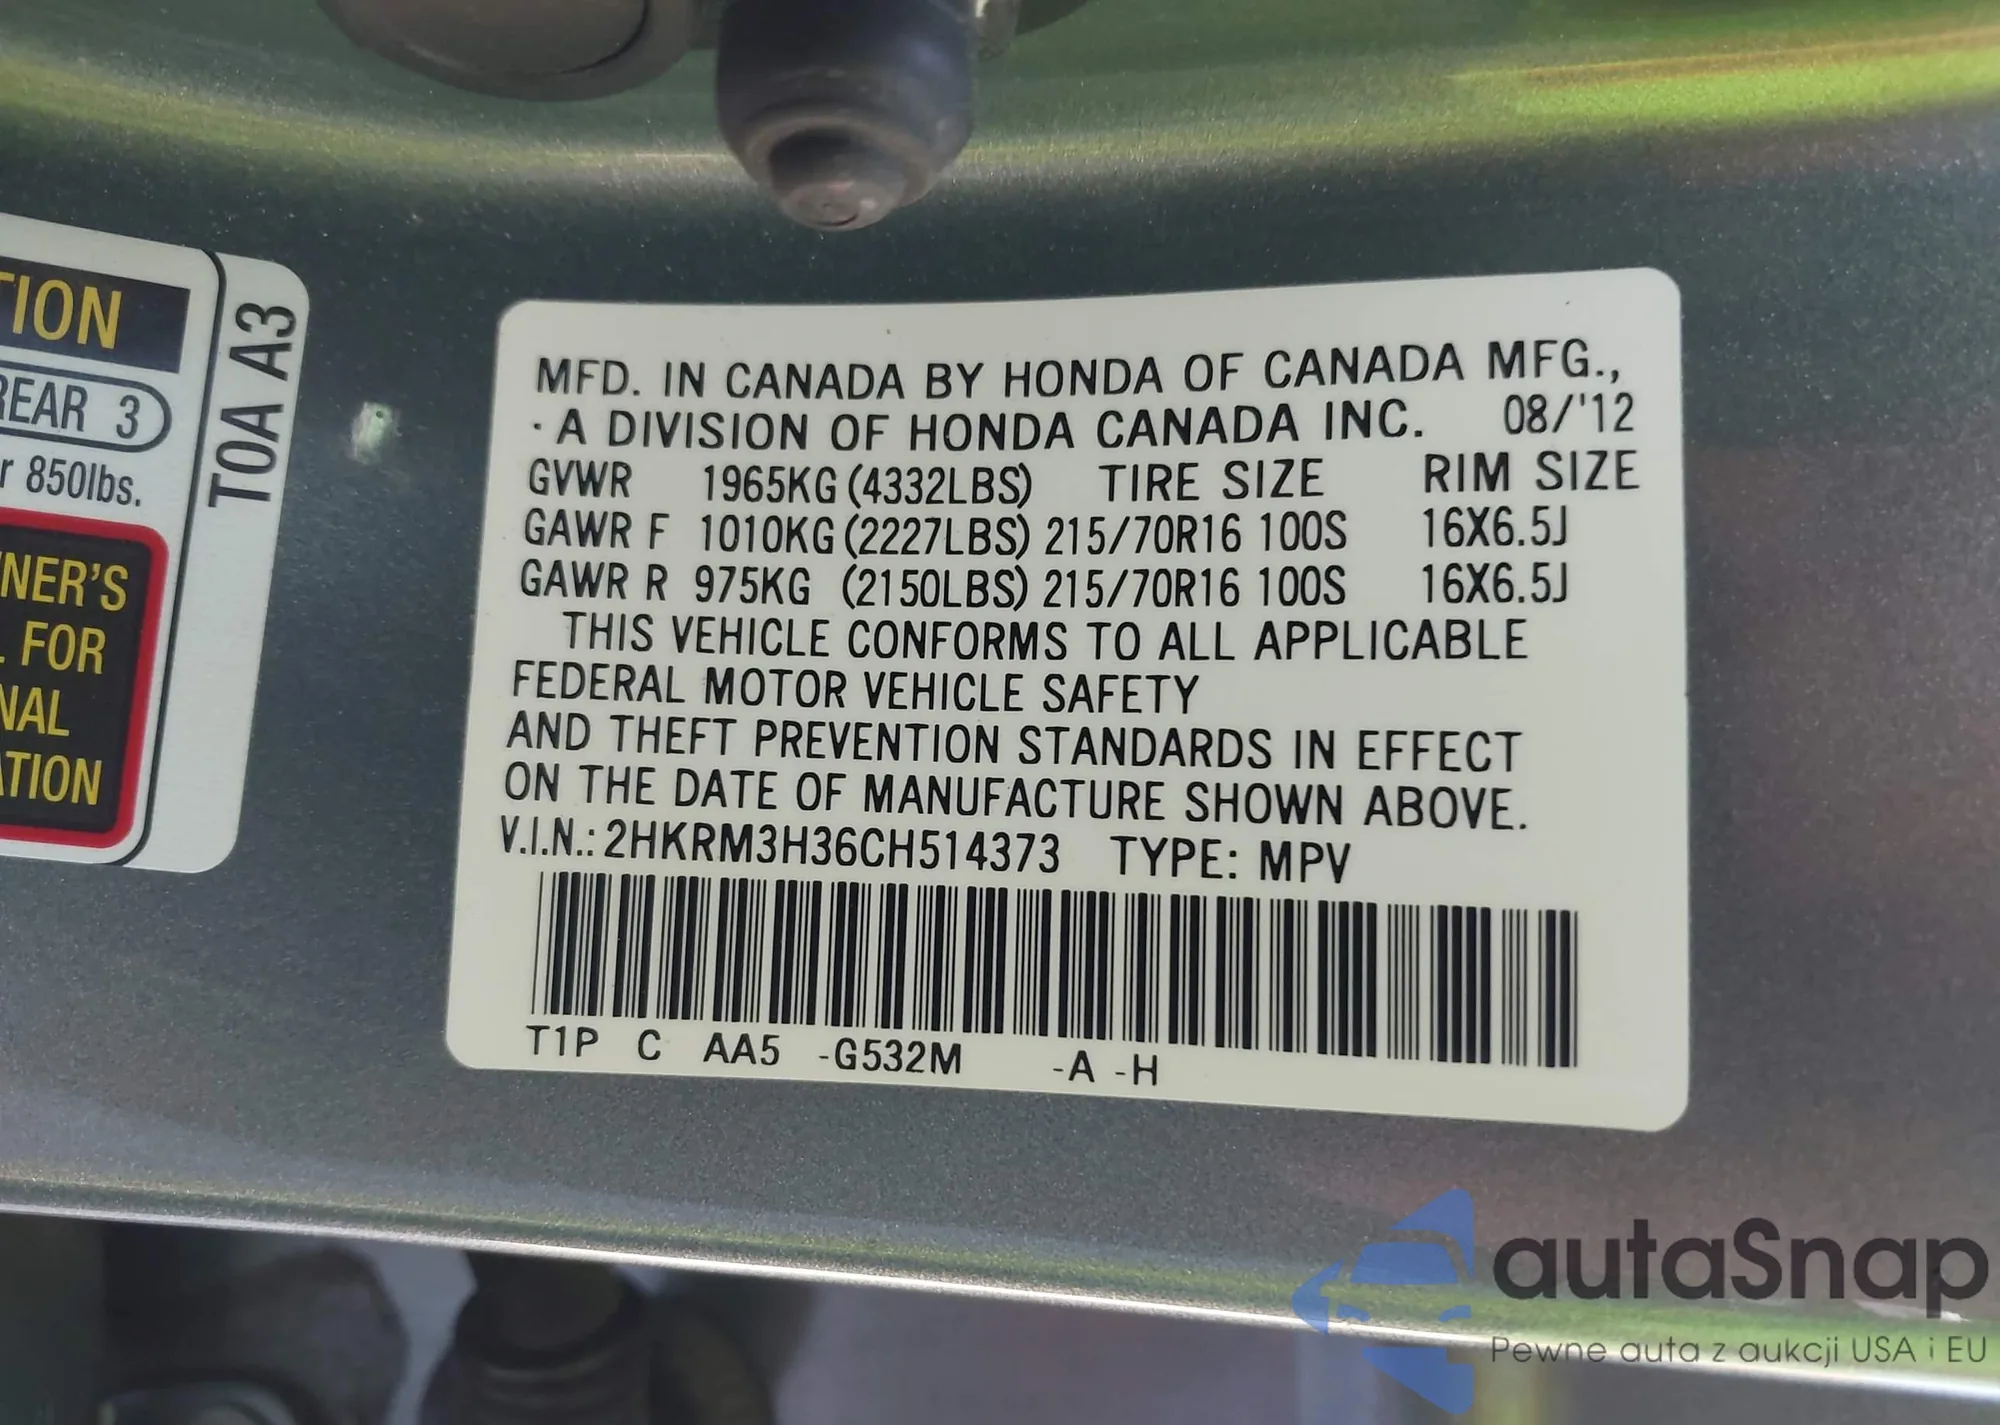 TION
REAR 3
r 850lbs.
NER'S
. FOR
NAL
ATION
T0A A3
MFD. IN CANADA BY HONDA OF CANADA MFG.,
· A DIVISION OF HONDA CANADA INC. 08/'12
GVWR 1965KG (4332LBS) TIRE SIZE RIM SIZE
GAWR F 1010KG (2227LBS) 215/70R16 100S 16X6.5J
GAWR R 975KG (2150LBS) 215/70R16 100S 16X6.5J
THIS VEHICLE CONFORMS TO ALL APPLICABLE
FEDERAL MOTOR VEHICLE SAFETY
AND THEFT PREVENTION STANDARDS IN EFFECT
ON THE DATE OF MANUFACTURE SHOWN ABOVE.
V.I.N.: 2HKRM3H36CH514373 TYPE: MPV
T1P C AA5 -G532M -A -H
autaSnap
Pewne auta z aukcji USA i EU